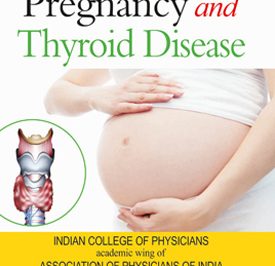 Pregnancy and
Thyroid Disease
INDIAN COLLEGE OF PHYSICIANS
academic wing of
ASSOCIATION OF PHYSICIANS OF INDIA